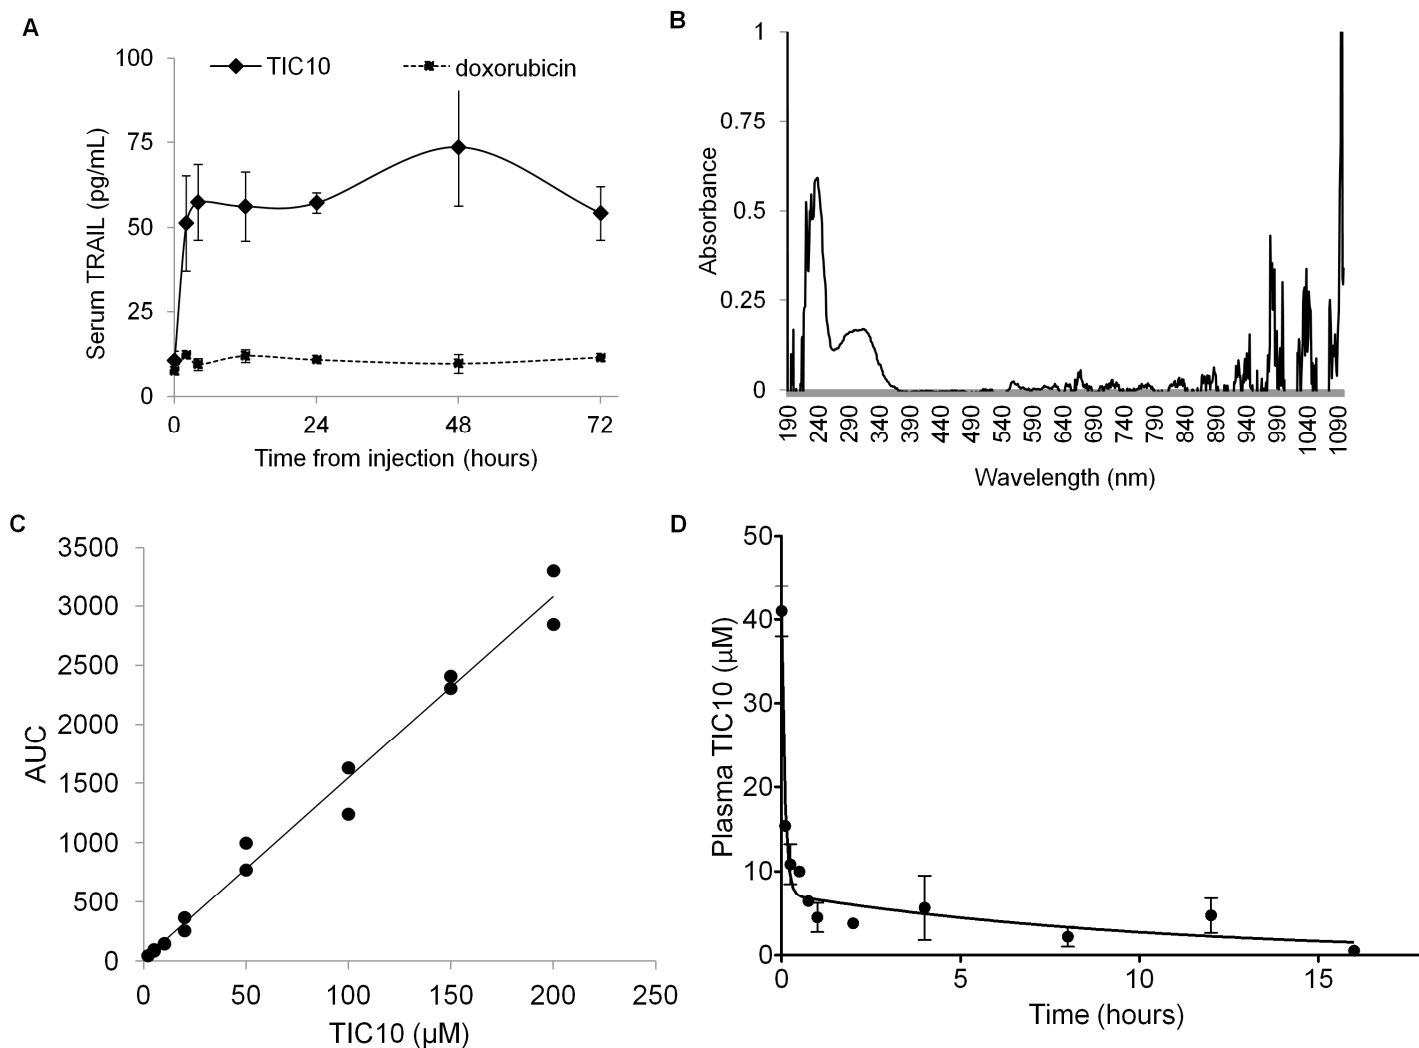 A
TIC10 doxorubicin
100
75
50
25
0
Serum TRAIL (pg/mL)
0 24 48 72
Time from injection (hours)
B
1
0.75
0.5
0.25
0
Absorbance
190 240 290 340 390 440 490 540 590 640 690 740 790 840 890 940 990 1040 1090
Wavelength (nm)
C
3500
3000
2500
2000
1500
1000
500
0
AUC
0 50 100 150 200 250
TIC10 (µM)
D
50
40
30
20
10
0
Plasma TIC10 (µM)
0 5 10 15
Time (hours)